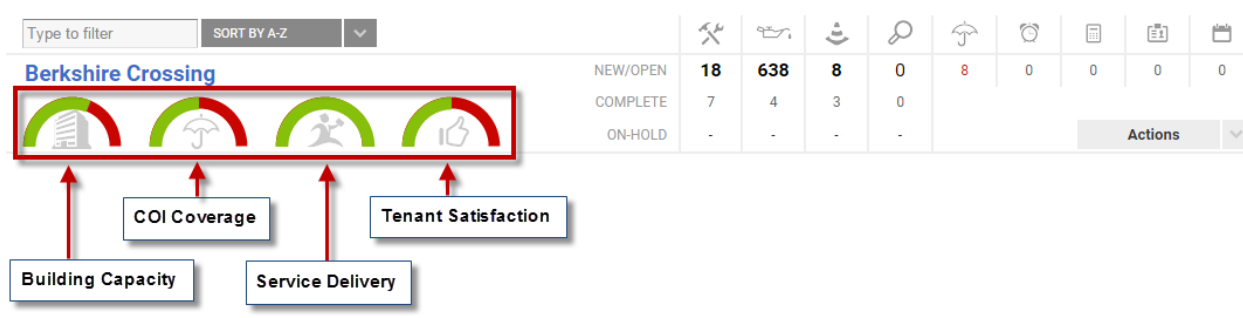 Type to filter SORT BY A-Z
Berkshire Crossing NEW/OPEN 18 638 8 0 8 0 0 0 0
COMPLETE 7 4 3 0
ON-HOLD - - - - Actions
COI Coverage Tenant Satisfaction
Building Capacity Service Delivery